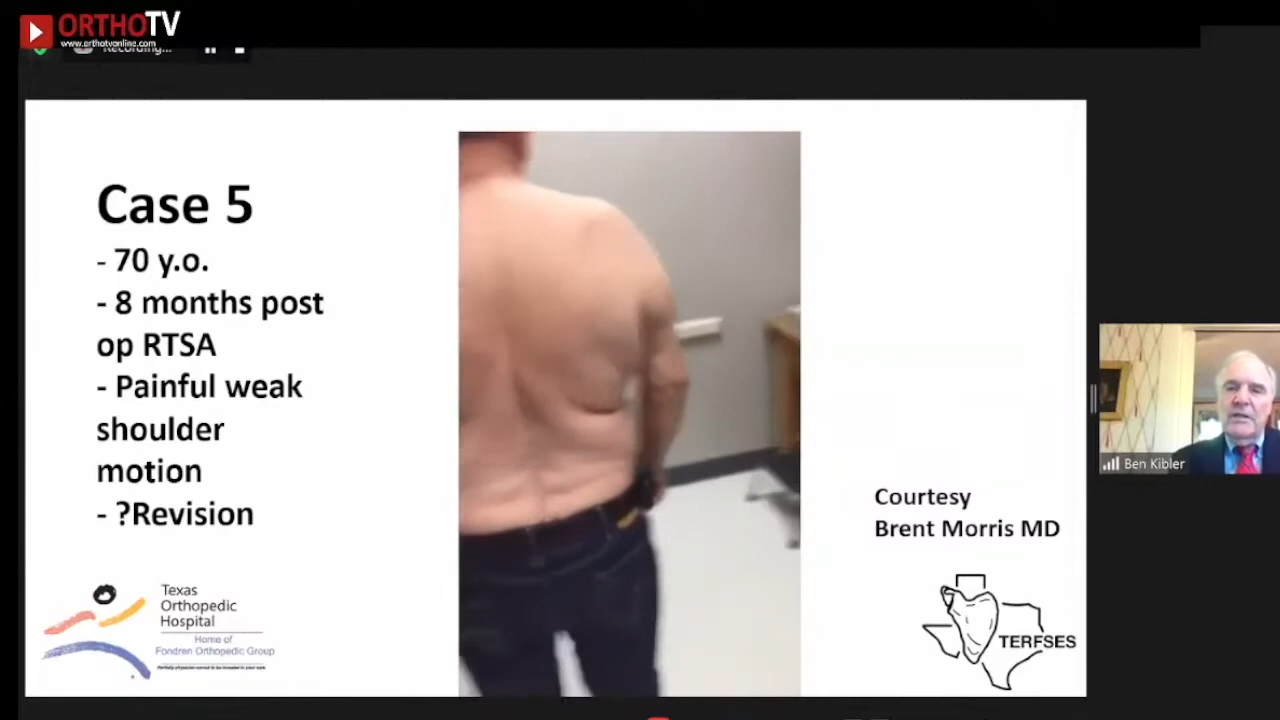 ORTHOTV
www.orthotvonline.com
Recording...
Case 5
- 70 y.o.
- 8 months post
op RTSA
- Painful weak
shoulder
motion
- ?Revision
Courtesy
Brent Morris MD
Ben Kibler
Texas
Orthopedic
Hospital
Home of
Fondren Orthopedic Group
TERFSES